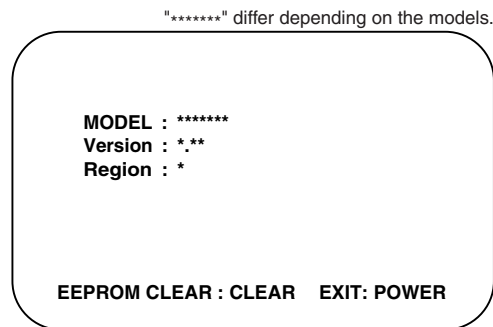 "*******" differ depending on the models.
MODEL : *******
Version : *.**
Region : *
EEPROM CLEAR : CLEAR EXIT: POWER